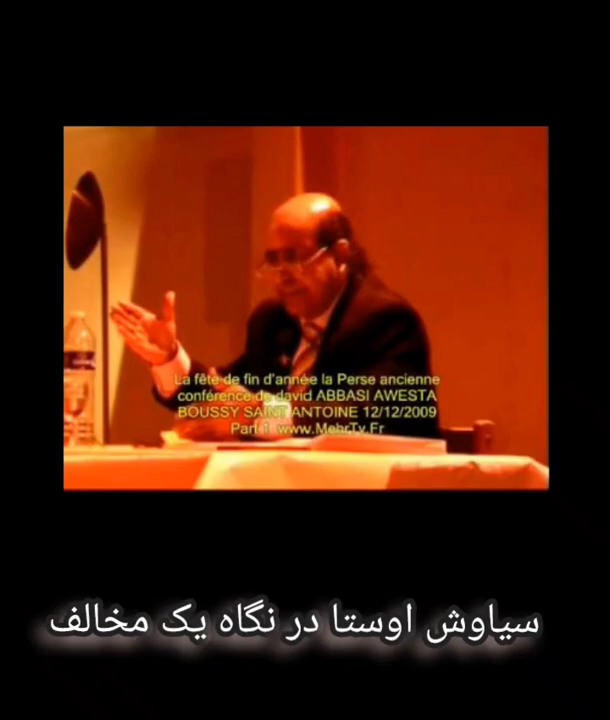 La fête de fin d'année la Perse ancienne
conférence de david ABBASI AWESTA
BOUSSY SAINT ANTOINE 12/12/2009
Part 1 www.MehrTv.Fr
سیاوش اوستا در نگاه یک مخالف